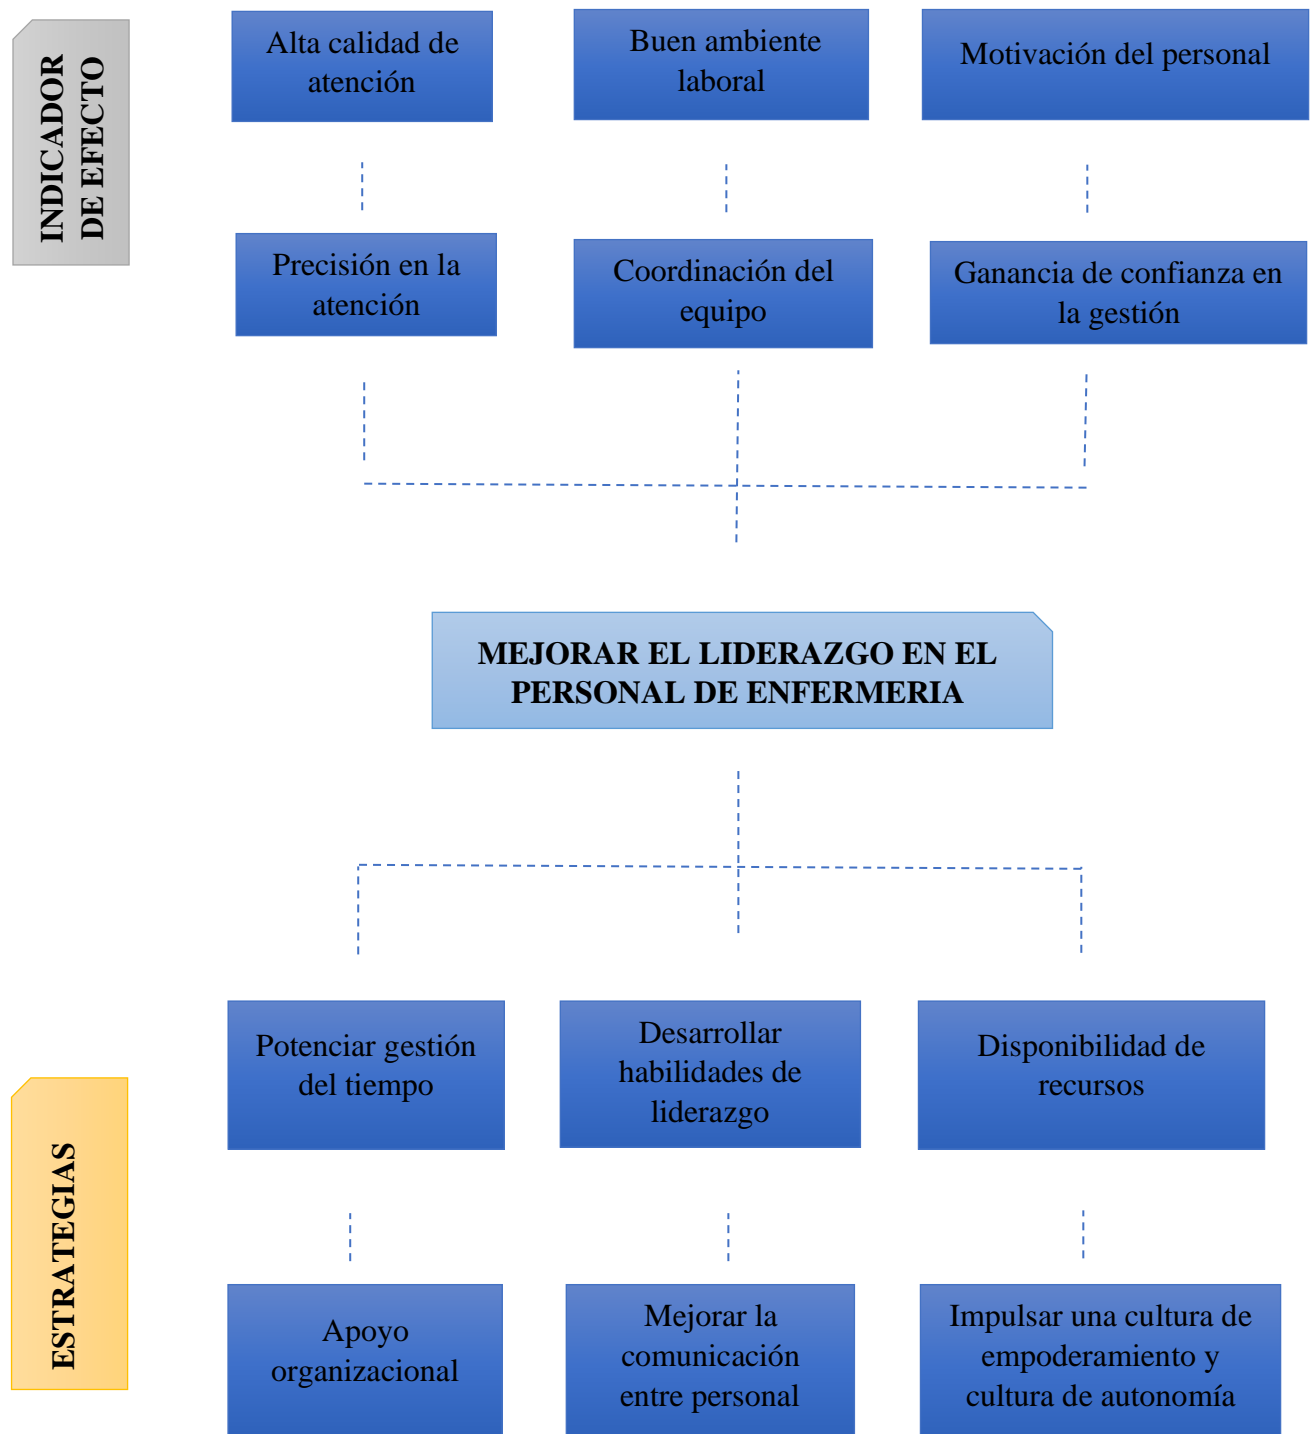 INDICADOR
DE EFECTO
Alta calidad de
atención
Buen ambiente
laboral
Motivación del personal
Precisión en la
atención
Coordinación del
equipo
Ganancia de confianza en
la gestión
MEJORAR EL LIDERAZGO EN EL
PERSONAL DE ENFERMERIA
ESTRATEGIAS
Potenciar gestión
del tiempo
Desarrollar
habilidades de
liderazgo
Disponibilidad de
recursos
Apoyo
organizacional
Mejorar la
comunicación
entre personal
Impulsar una cultura de
empoderamiento y
cultura de autonomía